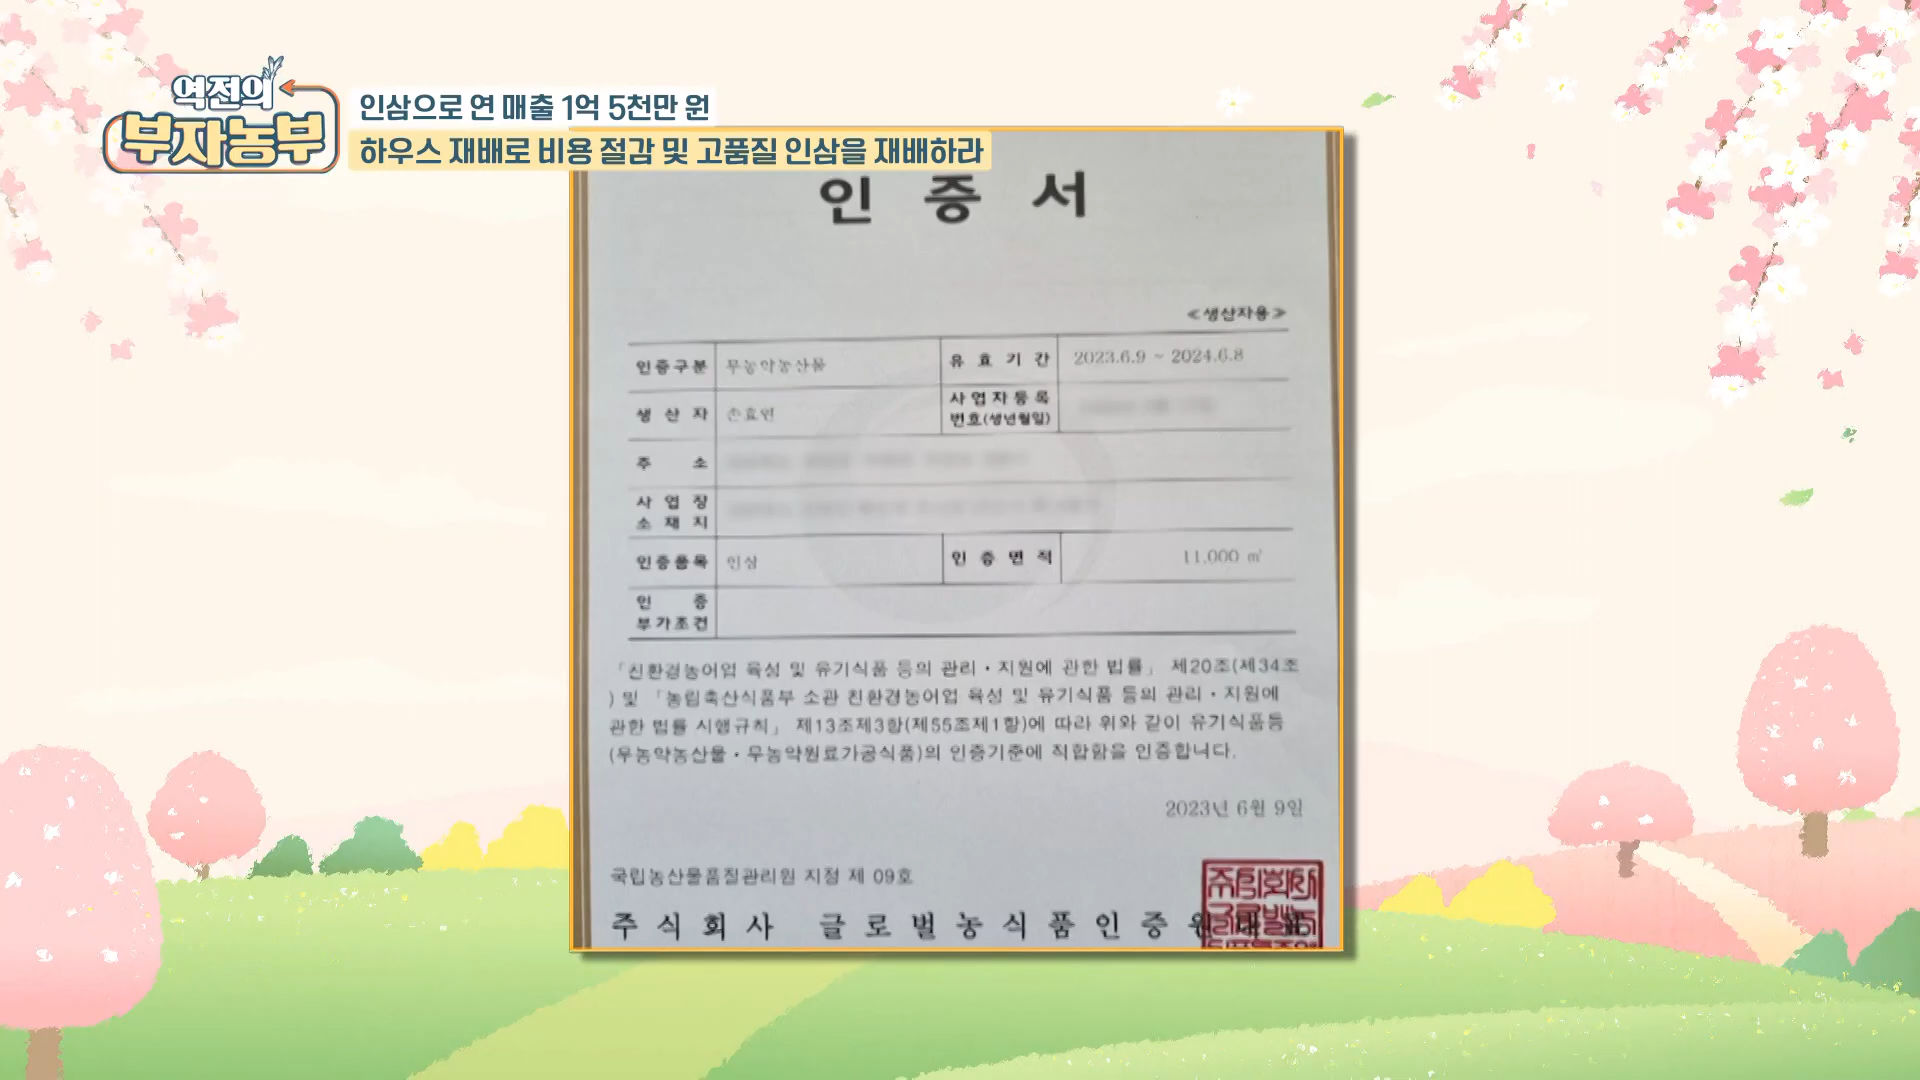 역전의
부자농부
인삼으로 연 매출 1억 5천만 원
하우스 재배로 비용 절감 및 고품질 인삼을 재배하라
인 증 서
≪생산자용≫
인증구분 무농약농산물 유 효 기 간 2023.6.9 ~ 2024.6.8
생 산 자 손효연 사업자등록
번호(생년월일)
주 소
사 업 장
소 재 지
인증품목 인삼 인 증 면 적 11,000 ㎡
인 증
부가조건
「친환경농어업 육성 및 유기식품 등의 관리·지원에 관한 법률」 제20조(제34조
) 및 「농림축산식품부 소관 친환경농어업 육성 및 유기식품 등의 관리·지원에
관한 법률 시행규칙」 제13조제3항(제55조제1항)에 따라 위와 같이 유기식품등
(무농약농산물·무농약원료가공식품)의 인증기준에 적합함을 인증합니다.
2023년 6월 9일
국립농산물품질관리원 지정 제 09호
주 식 회 사 글 로 벌 농 식 품 인 증 원